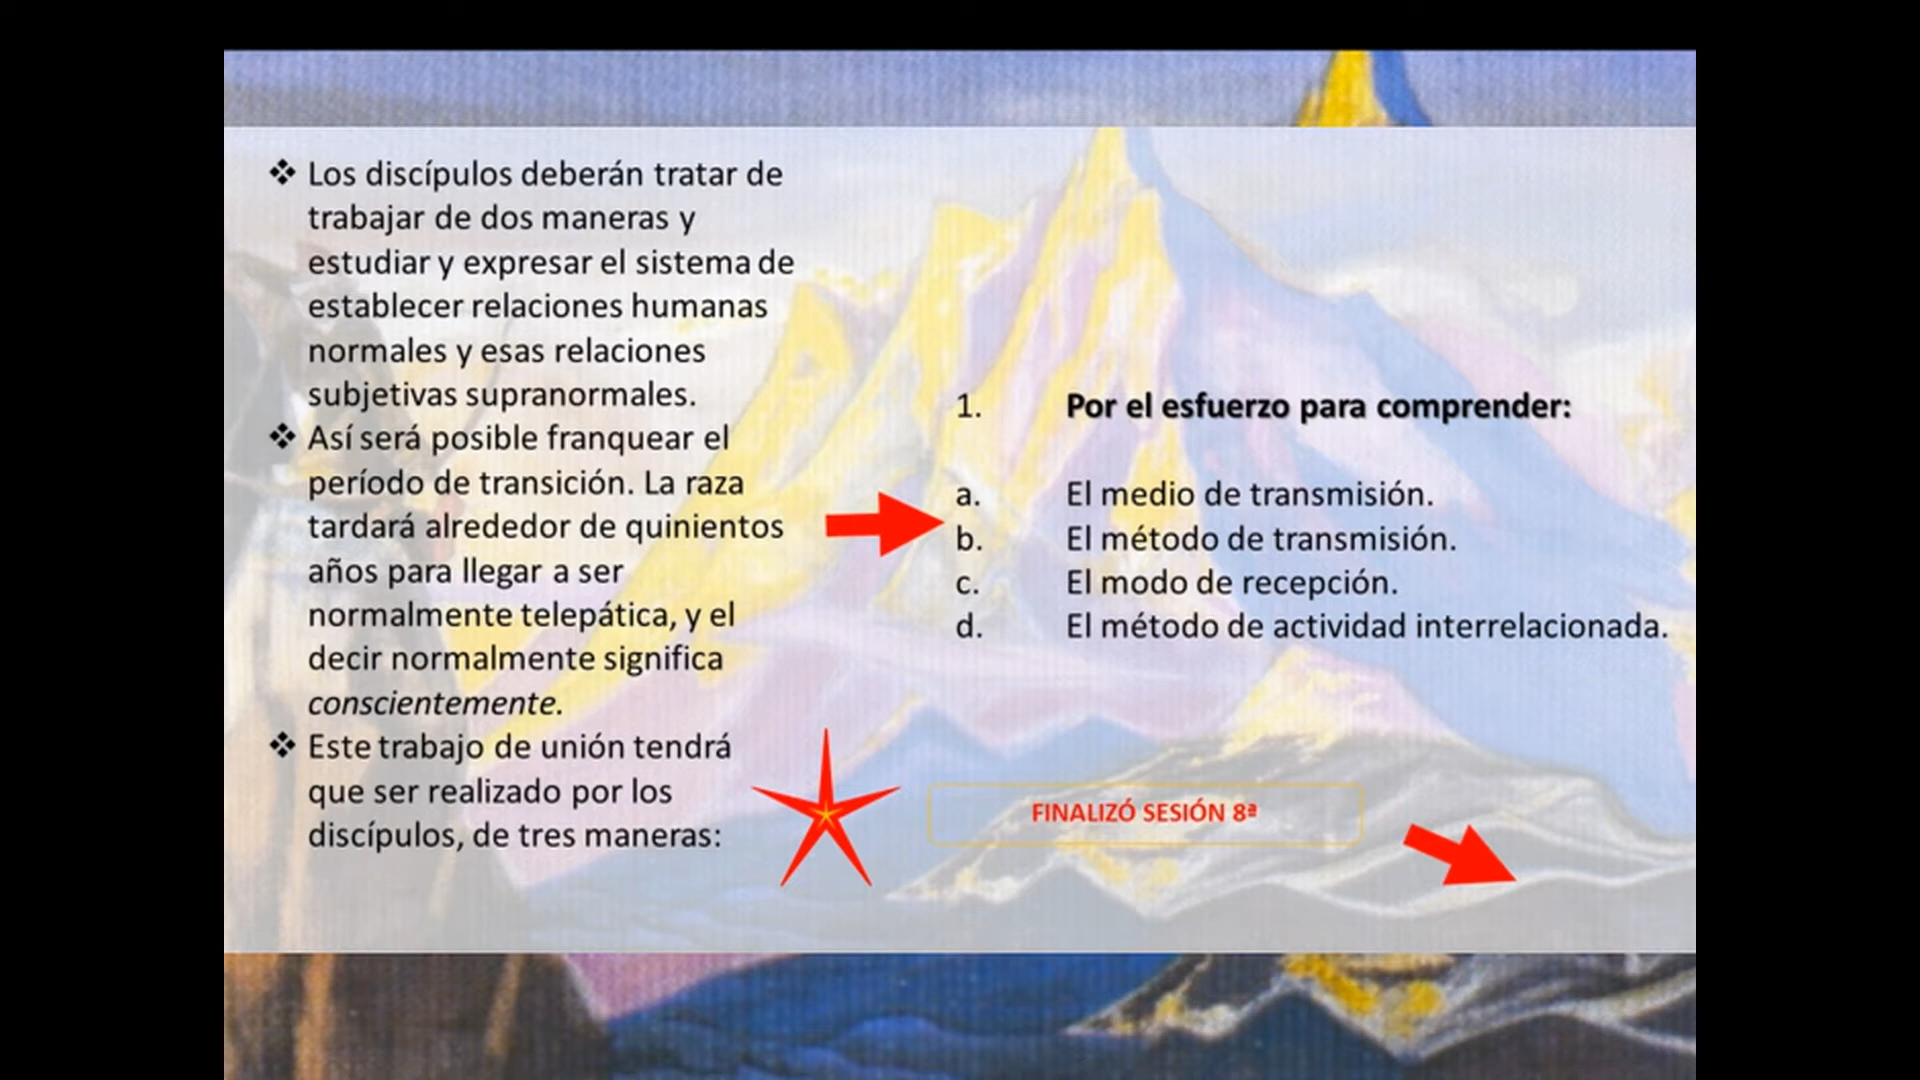 ❖ Los discípulos deberán tratar de
trabajar de dos maneras y
estudiar y expresar el sistema de
establecer relaciones humanas
normales y esas relaciones
subjetivas supranormales.
❖ Así será posible franquear el
período de transición. La raza
tardará alrededor de quinientos
años para llegar a ser
normalmente telepática, y el
decir normalmente significa
conscientemente.
❖ Este trabajo de unión tendrá
que ser realizado por los
discípulos, de tres maneras:
1. Por el esfuerzo para comprender:
a. El medio de transmisión.
b. El método de transmisión.
c. El modo de recepción.
d. El método de actividad interrelacionada.
FINALIZÓ SESIÓN 8ª